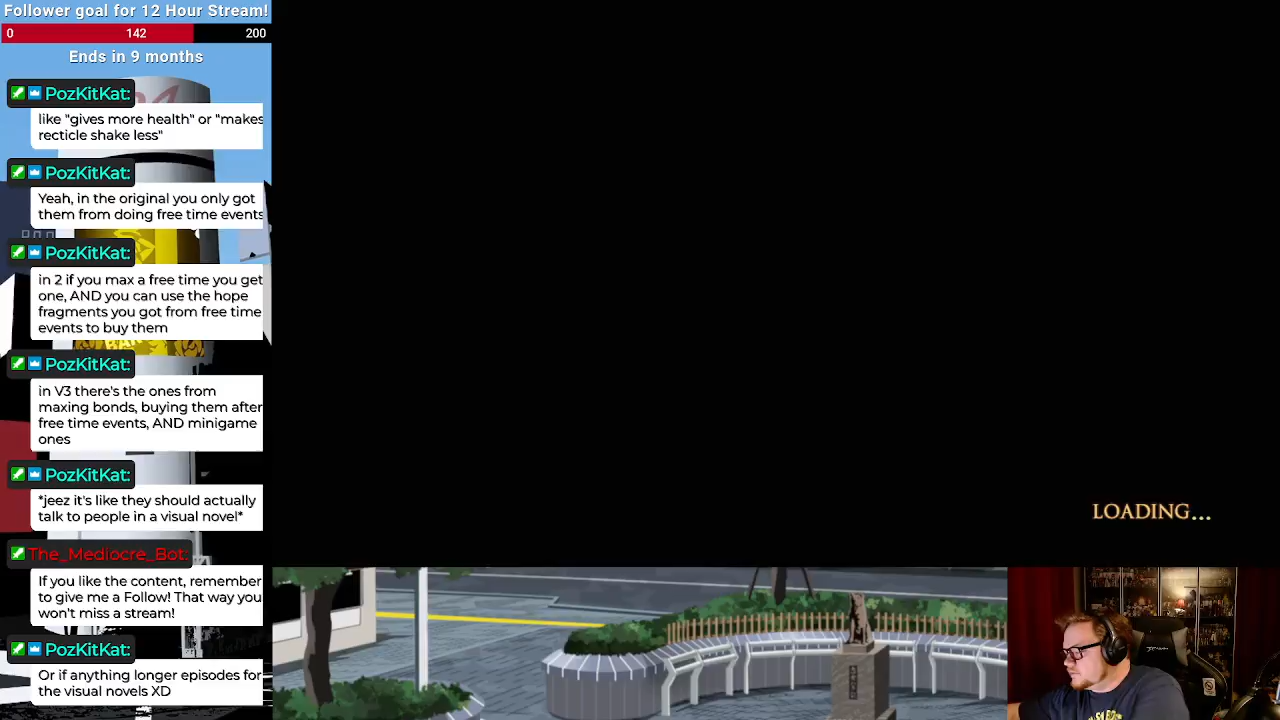 Follower goal for 12 Hour Stream!
0 142 200
Ends in 9 months
PozKitKat:
like "gives more health" or "makes
recticle shake less"
PozKitKat:
Yeah, in the original you only got
them from doing free time events
PozKitKat:
in 2 if you max a free time you get
one, AND you can use the hope
fragments you got from free time
events to buy them
PozKitKat:
in V3 there's the ones from
maxing bonds, buying them after
free time events, AND minigame
ones
PozKitKat:
*jeez it's like they should actually
talk to people in a visual novel*
The_Mediocre_Bot:
If you like the content, remember
to give me a Follow! That way you
won't miss a stream!
PozKitKat:
Or if anything longer episodes for
the visual novels XD
LOADING...